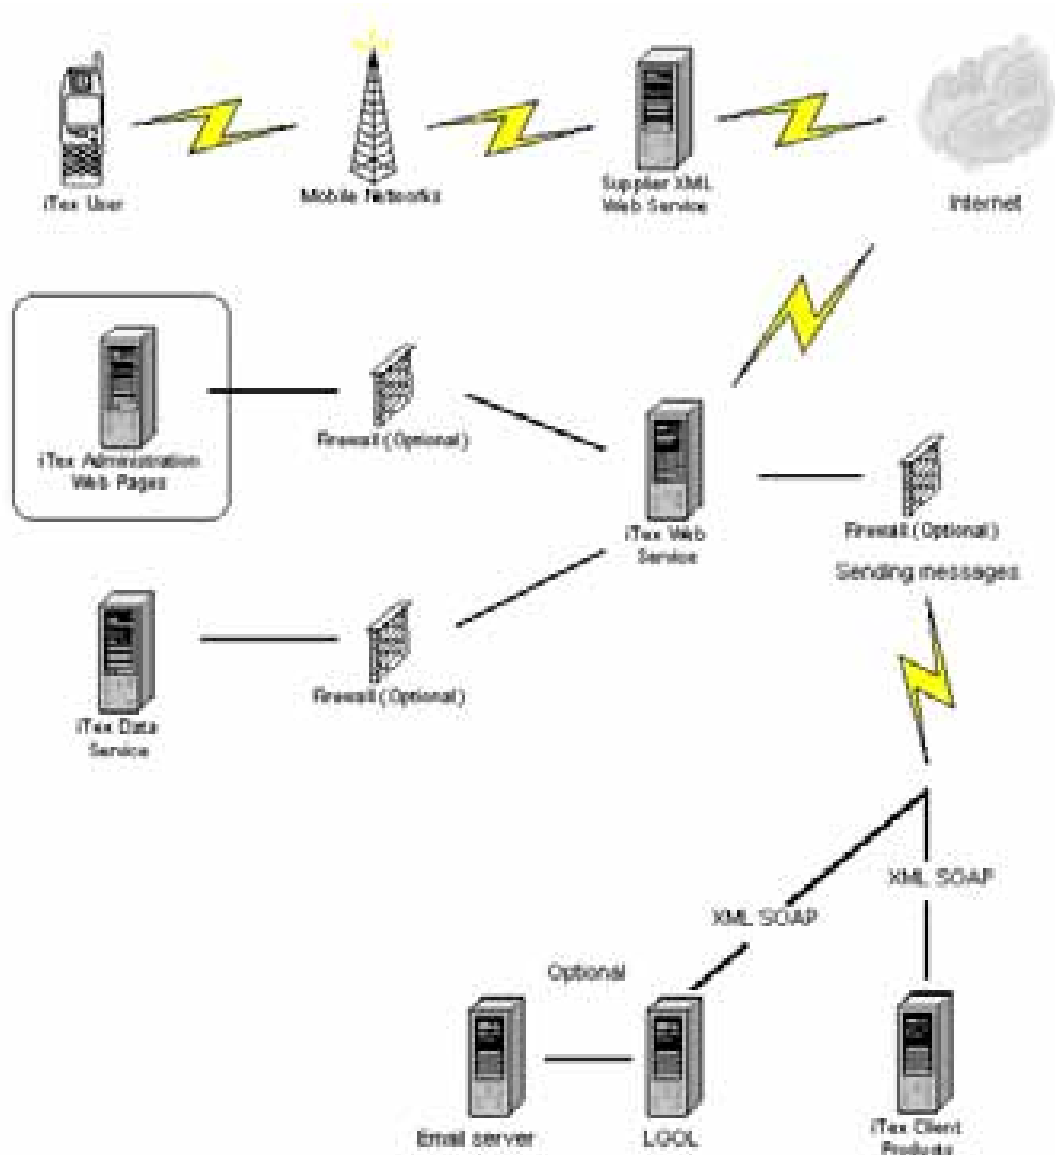 iTex User
Mobile Networks
Supplier XML
Web Service
Internet
iTex Administration
Web Pages
Firewall (Optional)
iTex Web
Service
Firewall (Optional)
Sending messages
iTex Data
Service
Firewall (Optional)
XML SOAP
XML SOAP
Optional
Email server
LGOL
iTex Client
Products